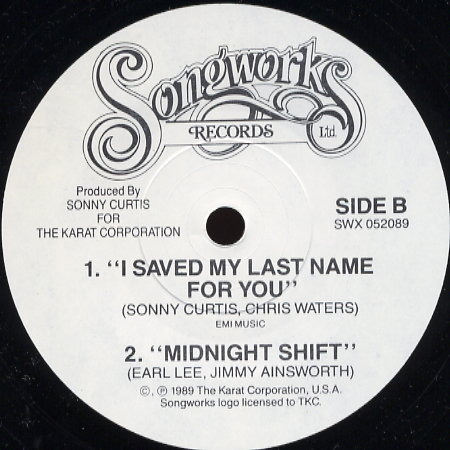 Songworks
RECORDS Ltd.
Produced By
SONNY CURTIS
FOR
THE KARAT CORPORATION
SIDE B
SWX 052089
1. "I SAVED MY LAST NAME
FOR YOU"
(SONNY CURTIS, CHRIS WATERS)
EMI MUSIC
2. "MIDNIGHT SHIFT"
(EARL LEE, JIMMY AINSWORTH)
©, ℗ 1989 The Karat Corporation, U.S.A.
Songworks logo licensed to TKC.